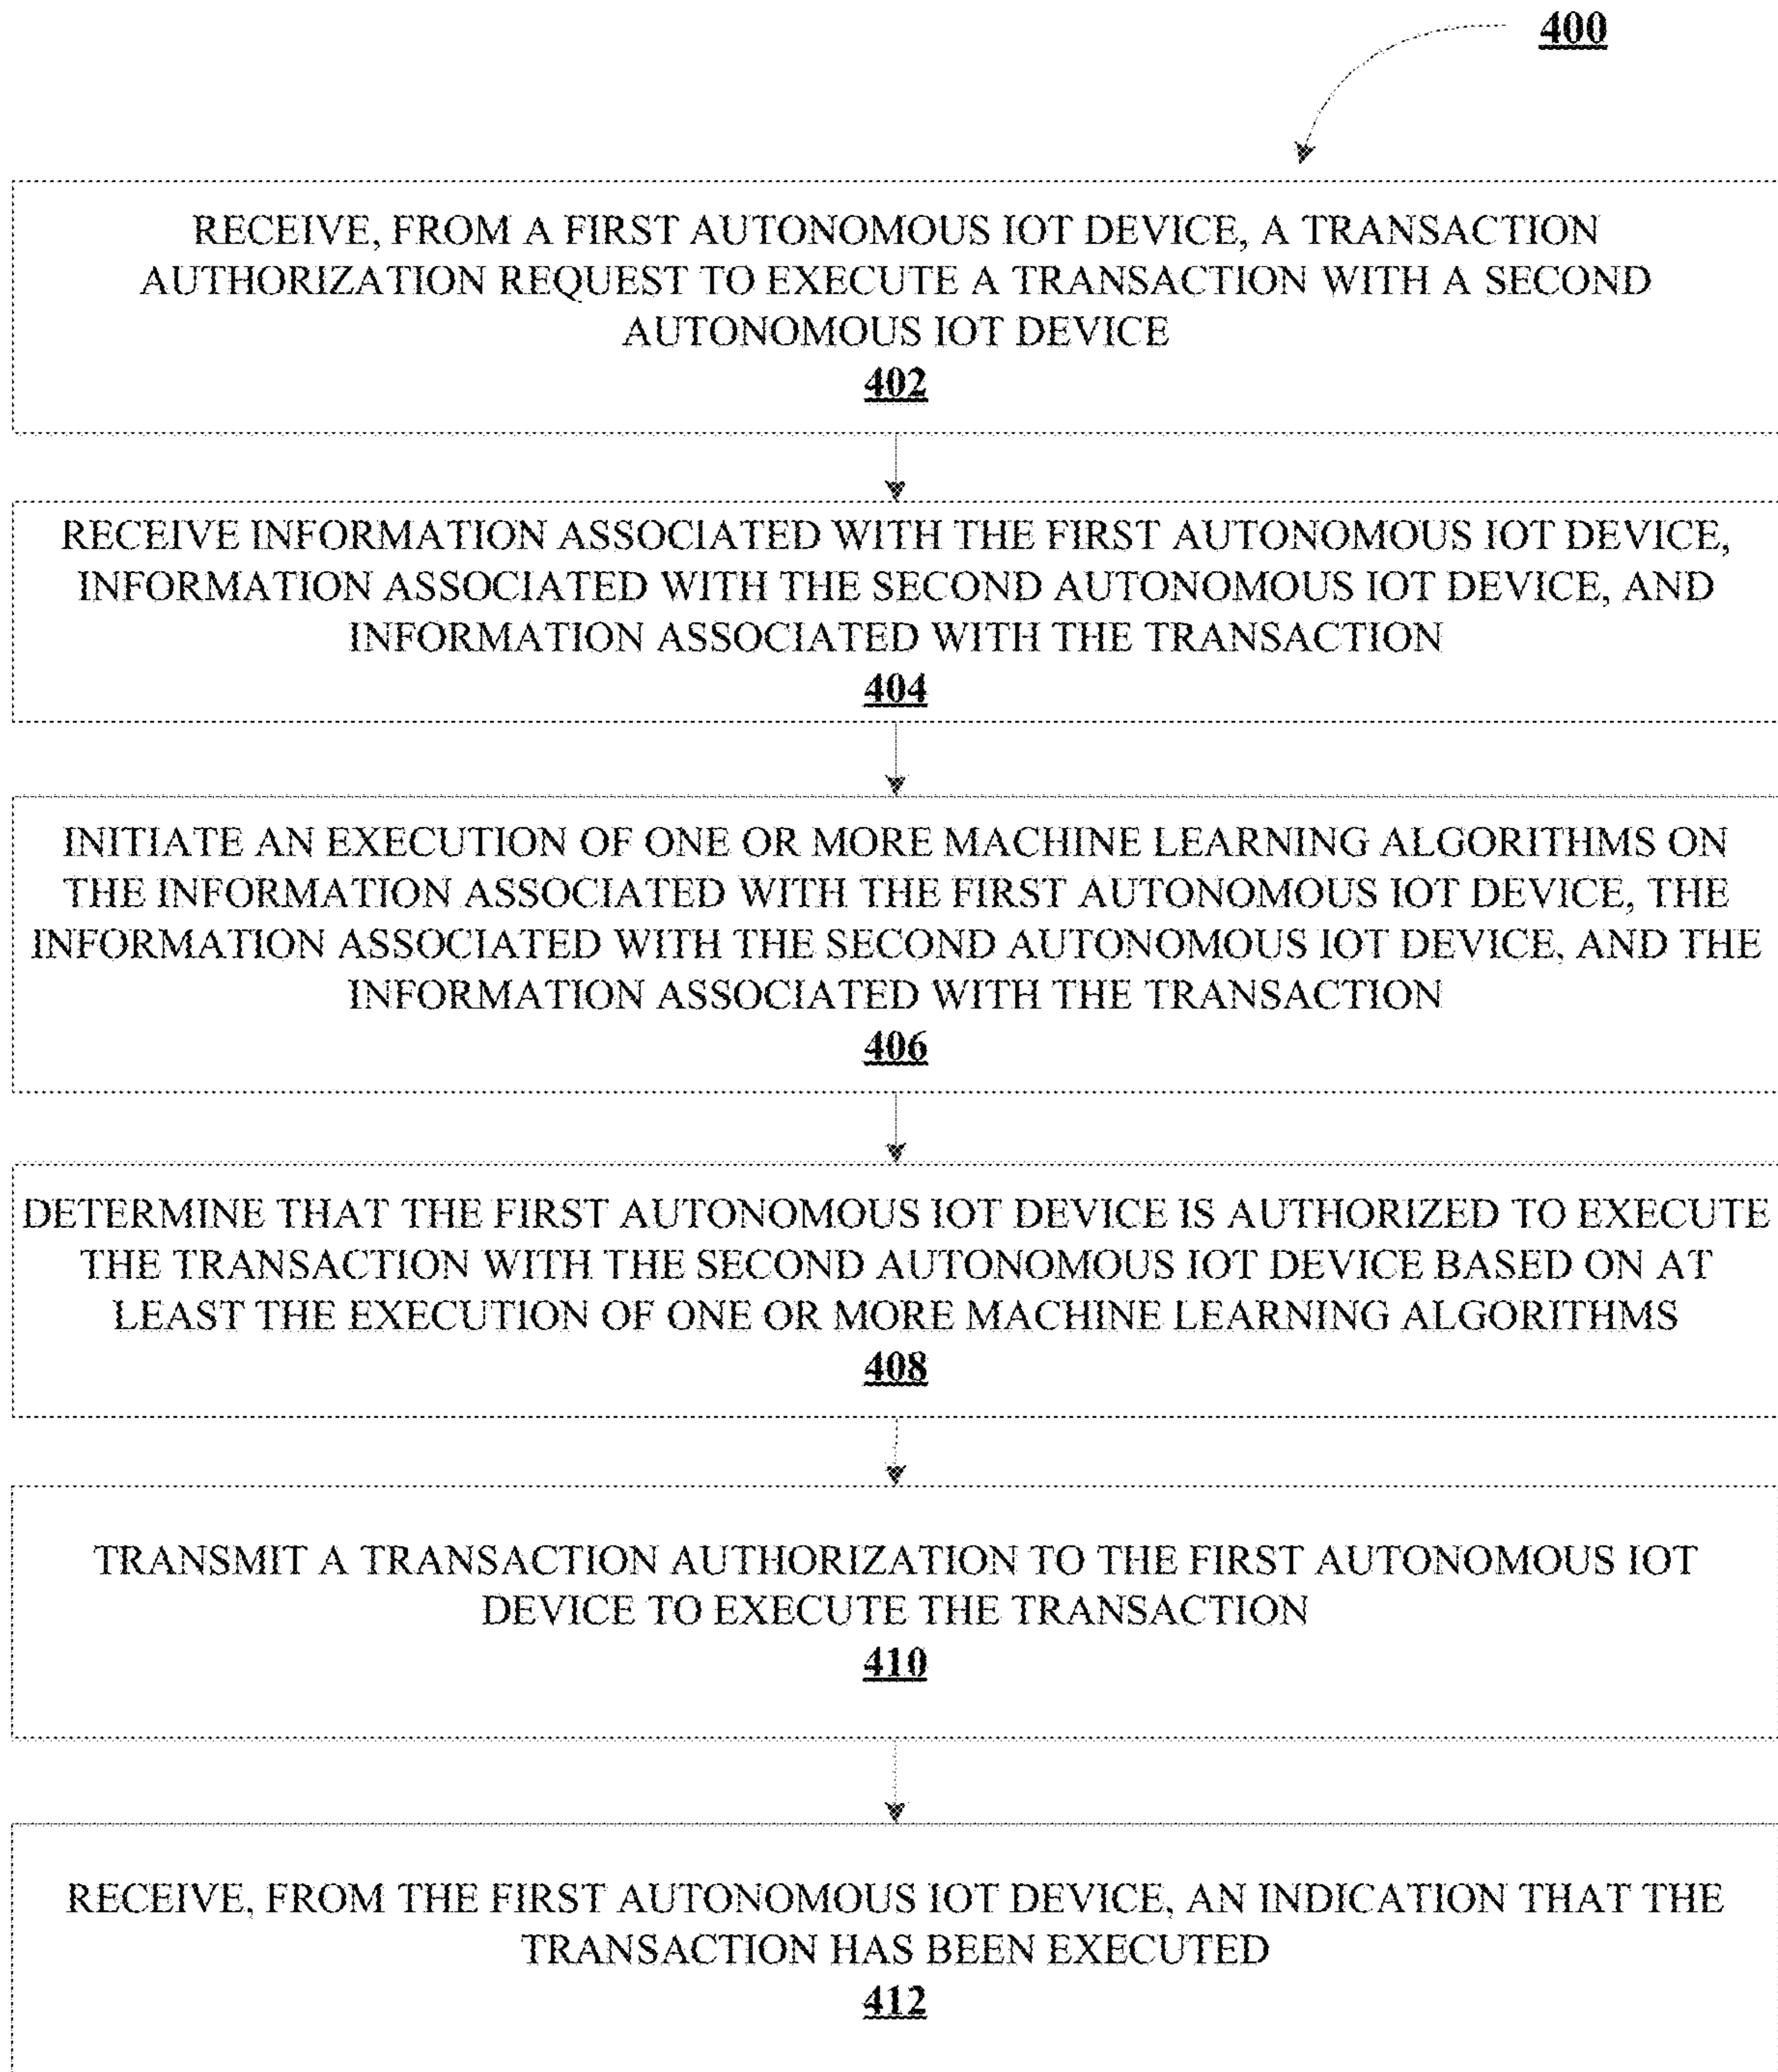 400
RECEIVE, FROM A FIRST AUTONOMOUS IOT DEVICE, A TRANSACTION
AUTHORIZATION REQUEST TO EXECUTE A TRANSACTION WITH A SECOND
AUTONOMOUS IOT DEVICE
402
RECEIVE INFORMATION ASSOCIATED WITH THE FIRST AUTONOMOUS IOT DEVICE,
INFORMATION ASSOCIATED WITH THE SECOND AUTONOMOUS IOT DEVICE, AND
INFORMATION ASSOCIATED WITH THE TRANSACTION
404
INITIATE AN EXECUTION OF ONE OR MORE MACHINE LEARNING ALGORITHMS ON
THE INFORMATION ASSOCIATED WITH THE FIRST AUTONOMOUS IOT DEVICE, THE
INFORMATION ASSOCIATED WITH THE SECOND AUTONOMOUS IOT DEVICE, AND THE
INFORMATION ASSOCIATED WITH THE TRANSACTION
406
DETERMINE THAT THE FIRST AUTONOMOUS IOT DEVICE IS AUTHORIZED TO EXECUTE
THE TRANSACTION WITH THE SECOND AUTONOMOUS IOT DEVICE BASED ON AT
LEAST THE EXECUTION OF ONE OR MORE MACHINE LEARNING ALGORITHMS
408
TRANSMIT A TRANSACTION AUTHORIZATION TO THE FIRST AUTONOMOUS IOT
DEVICE TO EXECUTE THE TRANSACTION
410
RECEIVE, FROM THE FIRST AUTONOMOUS IOT DEVICE, AN INDICATION THAT THE
TRANSACTION HAS BEEN EXECUTED
412